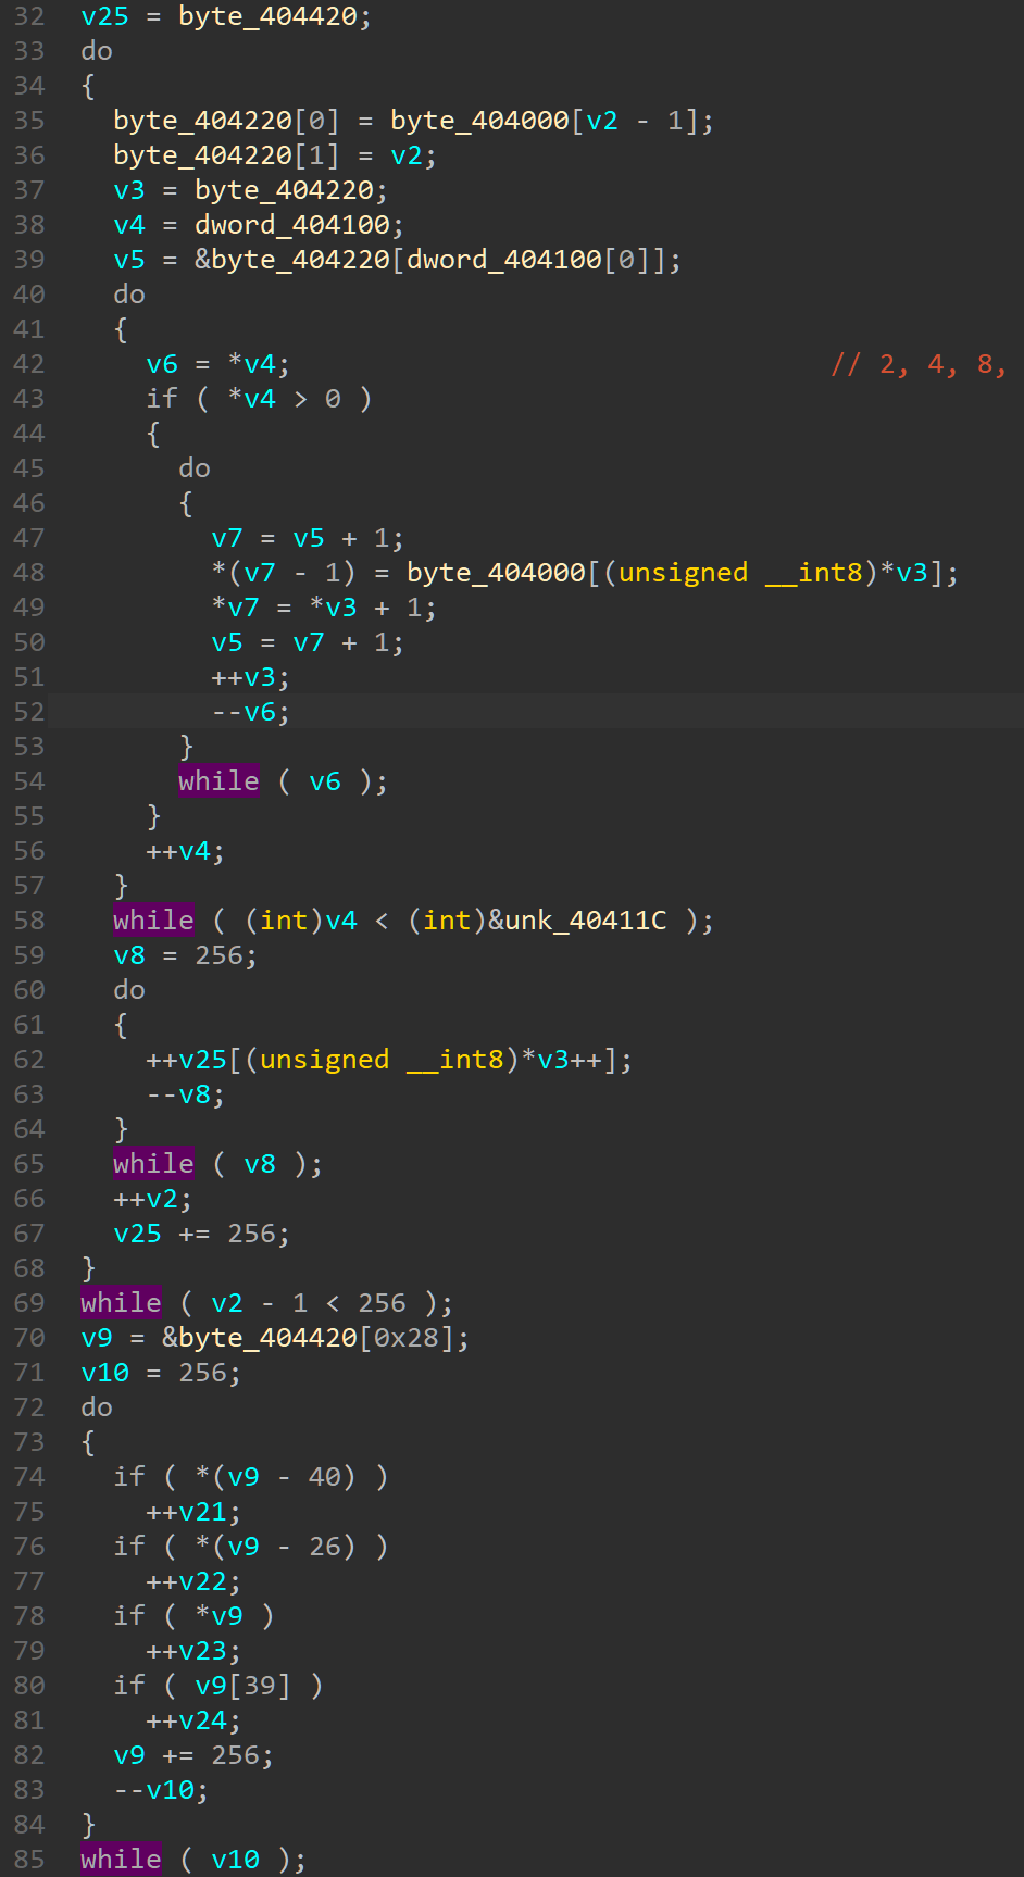 32 v25 = byte_404420;
33 do
34 {
35 byte_404220[0] = byte_404000[v2 - 1];
36 byte_404220[1] = v2;
37 v3 = byte_404220;
38 v4 = dword_404100;
39 v5 = &byte_404220[dword_404100[0]];
40 do
41 {
42 v6 = *v4; // 2, 4, 8,
43 if ( *v4 > 0 )
44 {
45 do
46 {
47 v7 = v5 + 1;
48 *(v7 - 1) = byte_404000[(unsigned __int8)*v3];
49 *v7 = *v3 + 1;
50 v5 = v7 + 1;
51 ++v3;
52 --v6;
53 }
54 while ( v6 );
55 }
56 ++v4;
57 }
58 while ( (int)v4 < (int)&unk_40411C );
59 v8 = 256;
60 do
61 {
62 ++v25[(unsigned __int8)*v3++];
63 --v8;
64 }
65 while ( v8 );
66 ++v2;
67 v25 += 256;
68 }
69 while ( v2 - 1 < 256 );
70 v9 = &byte_404420[0x28];
71 v10 = 256;
72 do
73 {
74 if ( *(v9 - 40) )
75 ++v21;
76 if ( *(v9 - 26) )
77 ++v22;
78 if ( *v9 )
79 ++v23;
80 if ( v9[39] )
81 ++v24;
82 v9 += 256;
83 --v10;
84 }
85 while ( v10 );